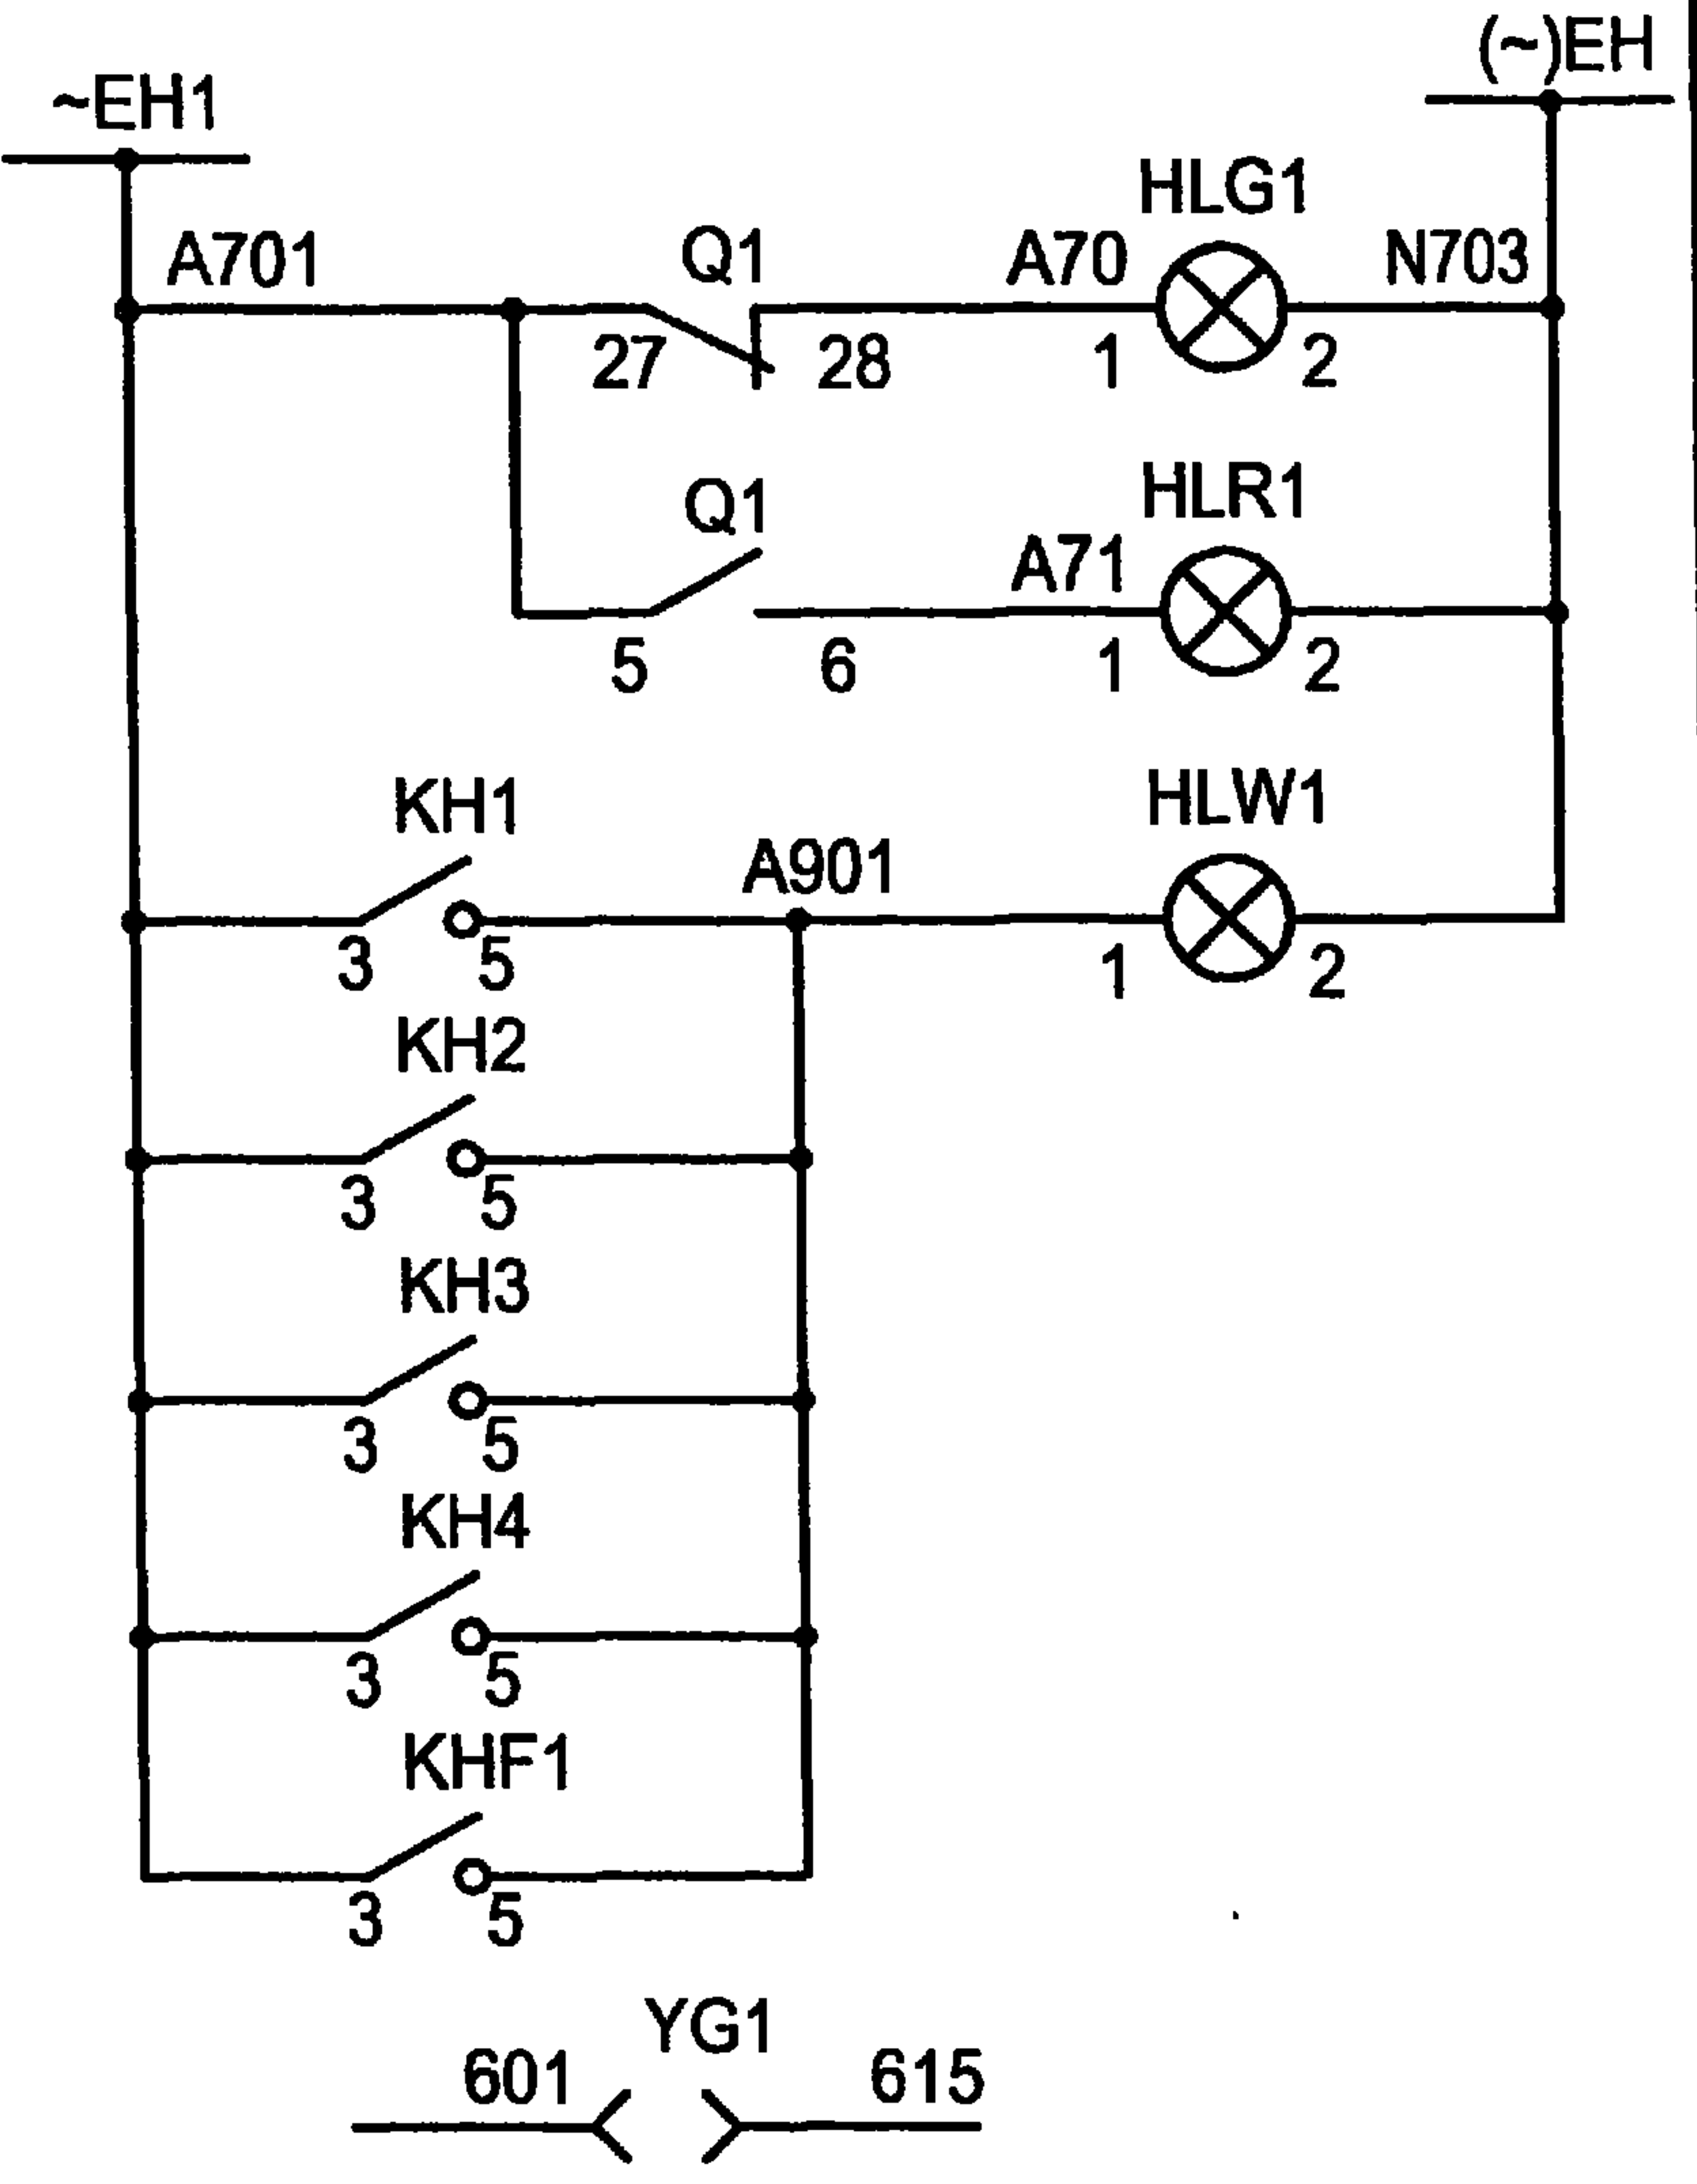 (~)EH
~EH1
HLG1
A701 Q1 A70 N703
27 28 1 2
HLR1
Q1 A71
5 6 1 2
KH1 HLW1
A901
3 5 1 2
KH2
3 5
KH3
3 5
KH4
3 5
KHF1
3 5
YG1
601 615